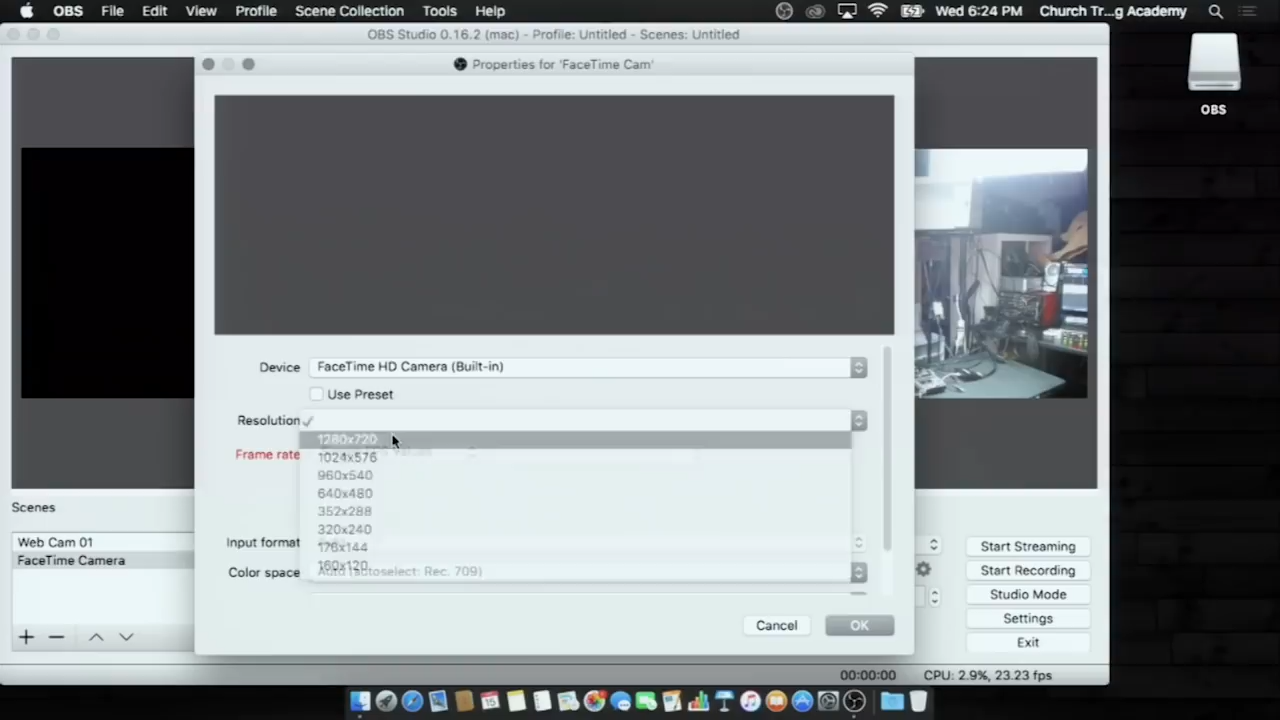 OBS File Edit View Profile Scene Collection Tools Help Wed 6:24 PM Church Tr...g Academy
OBS Studio 0.16.2 (mac) - Profile: Untitled - Scenes: Untitled
Properties for 'FaceTime Cam'
OBS
Device FaceTime HD Camera (Built-in)
Use Preset
Resolution
1280x720
Frame rate
1024x576
960x540
640x480
352x288
320x240
176x144
160x120
Input format
Color space Auto (autoselect: Rec. 709)
Cancel OK
Scenes
Web Cam 01
FaceTime Camera
Start Streaming
Start Recording
Studio Mode
Settings
Exit
00:00:00 CPU: 2.9%, 23.23 fps